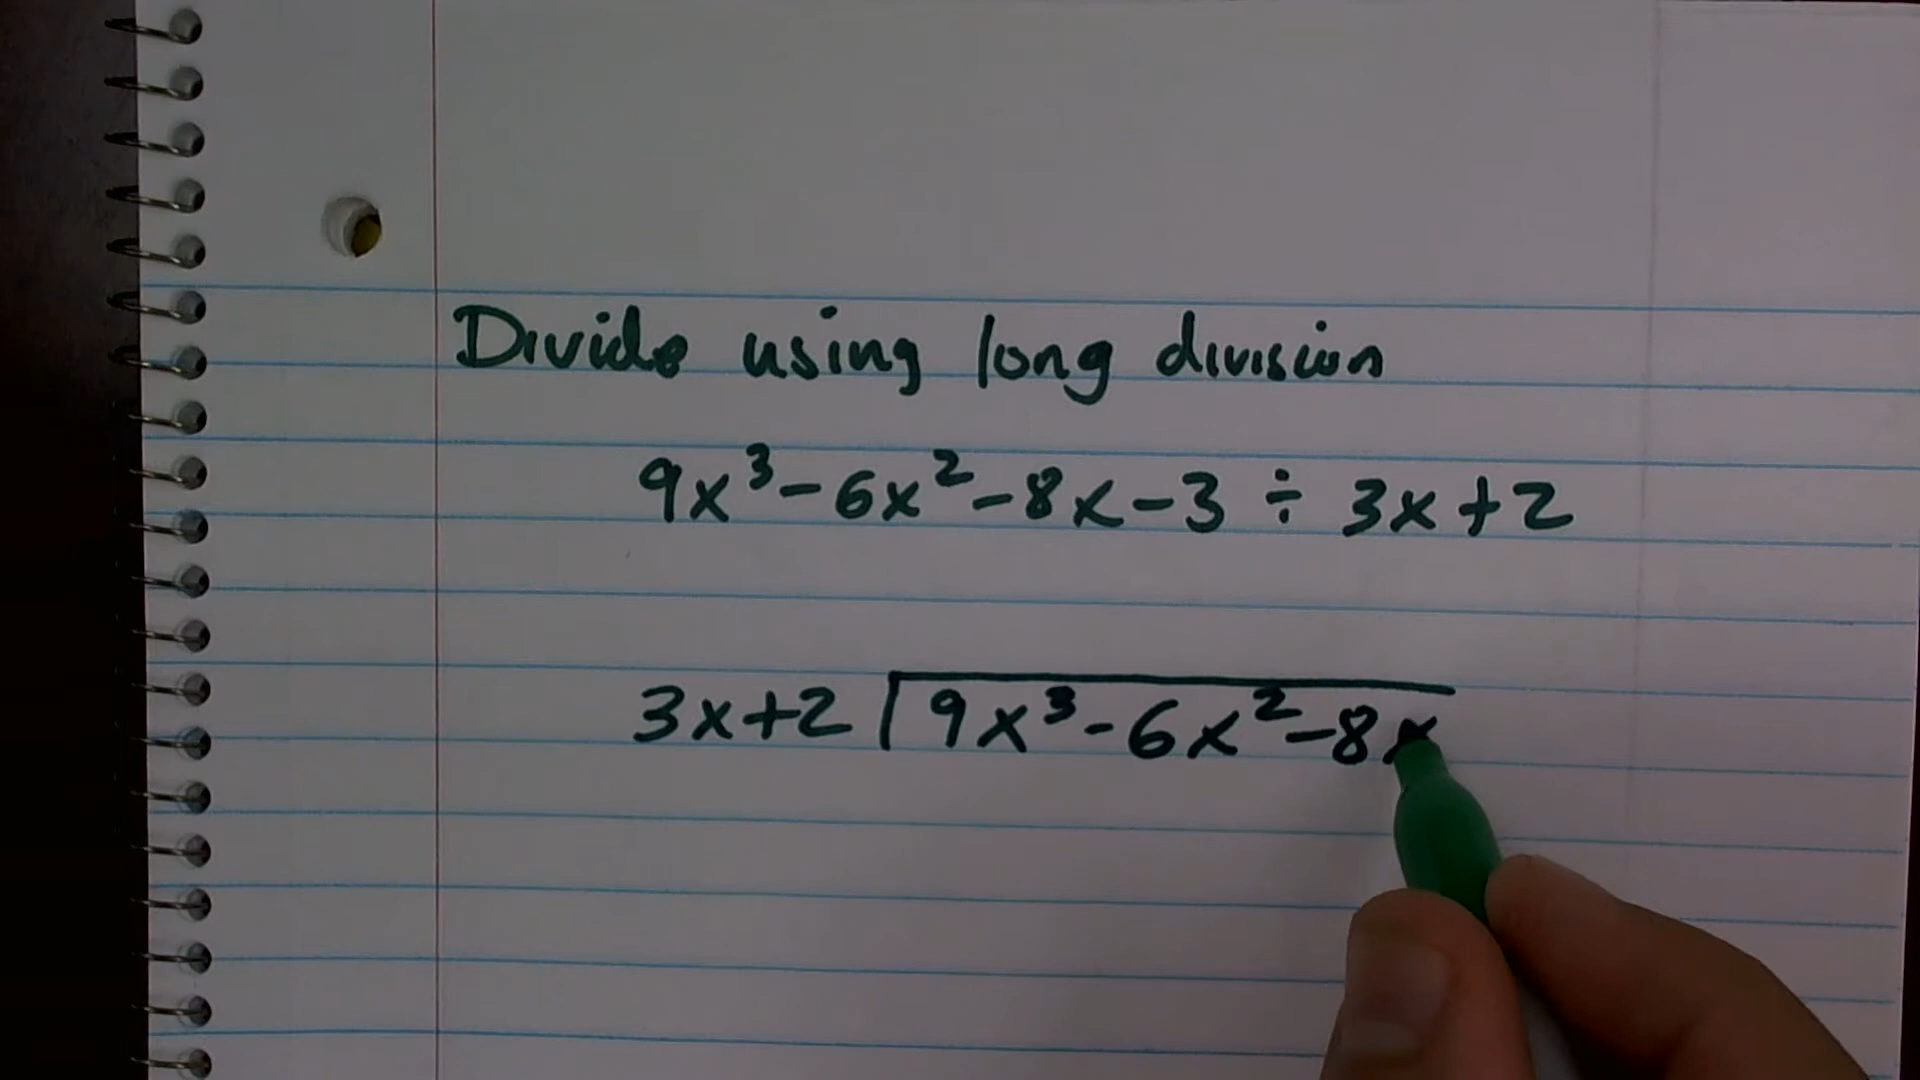 Divide using long division
9x³-6x²-8x-3 ÷ 3x+2
3x+2 9x³-6x²-8x